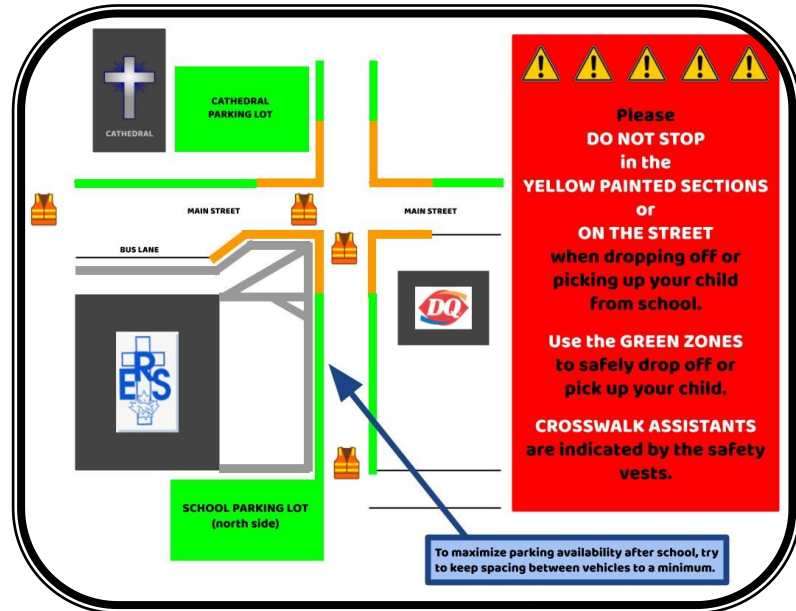 CATHEDRAL
CATHEDRAL
PARKING LOT
MAIN STREET
MAIN STREET
BUS LANE
DQ
ERS
SCHOOL PARKING LOT
(north side)
To maximize parking availability after school, try
to keep spacing between vehicles to a minimum.
Please
DO NOT STOP
in the
YELLOW PAINTED SECTIONS
or
ON THE STREET
when dropping off or
picking up your child
from school.
Use the GREEN ZONES
to safely drop off or
pick up your child.
CROSSWALK ASSISTANTS
are indicated by the safety
vests.